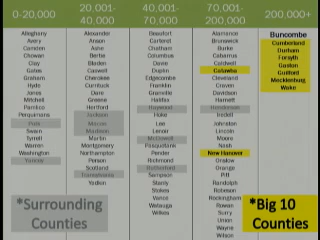 0-20,000
20,001-40,000
40,001-70,000
70,001-200,000
200,000+
Allegheny
Avery
Camden
Chowan
Clay
Gates
Graham
Hyde
Jones
Mitchell
Pamlico
Perquimans
Polk
Swain
Tyrrell
Warren
Washington
Yancey
Alexander
Anson
Ashe
Bertie
Bladen
Caswell
Cherokee
Currituck
Dare
Greene
Hertford
Jackson
Macon
Madison
Martin
Montgomery
Northampton
Person
Scotland
Transylvania
Yadkin
Beaufort
Carteret
Chatham
Columbus
Davie
Duplin
Edgecombe
Franklin
Granville
Halifax
Haywood
Hoke
Lee
Lenoir
Lincoln
McDowell
Pasquotank
Pender
Richmond
Rutherford
Sampson
Stanly
Stokes
Vance
Watauga
Wilkes
Alamance
Brunswick
Burke
Cabarrus
Caldwell
Catawba
Cleveland
Craven
Davidson
Harnett
Henderson
Iredell
Johnston
Moore
Nash
New Hanover
Onslow
Orange
Pitt
Randolph
Robeson
Rockingham
Rowan
Surry
Union
Wayne
Wilson
Buncombe
Cumberland
Durham
Forsyth
Gaston
Guilford
Mecklenburg
Wake
*Surrounding
Counties
*Big 10
Counties